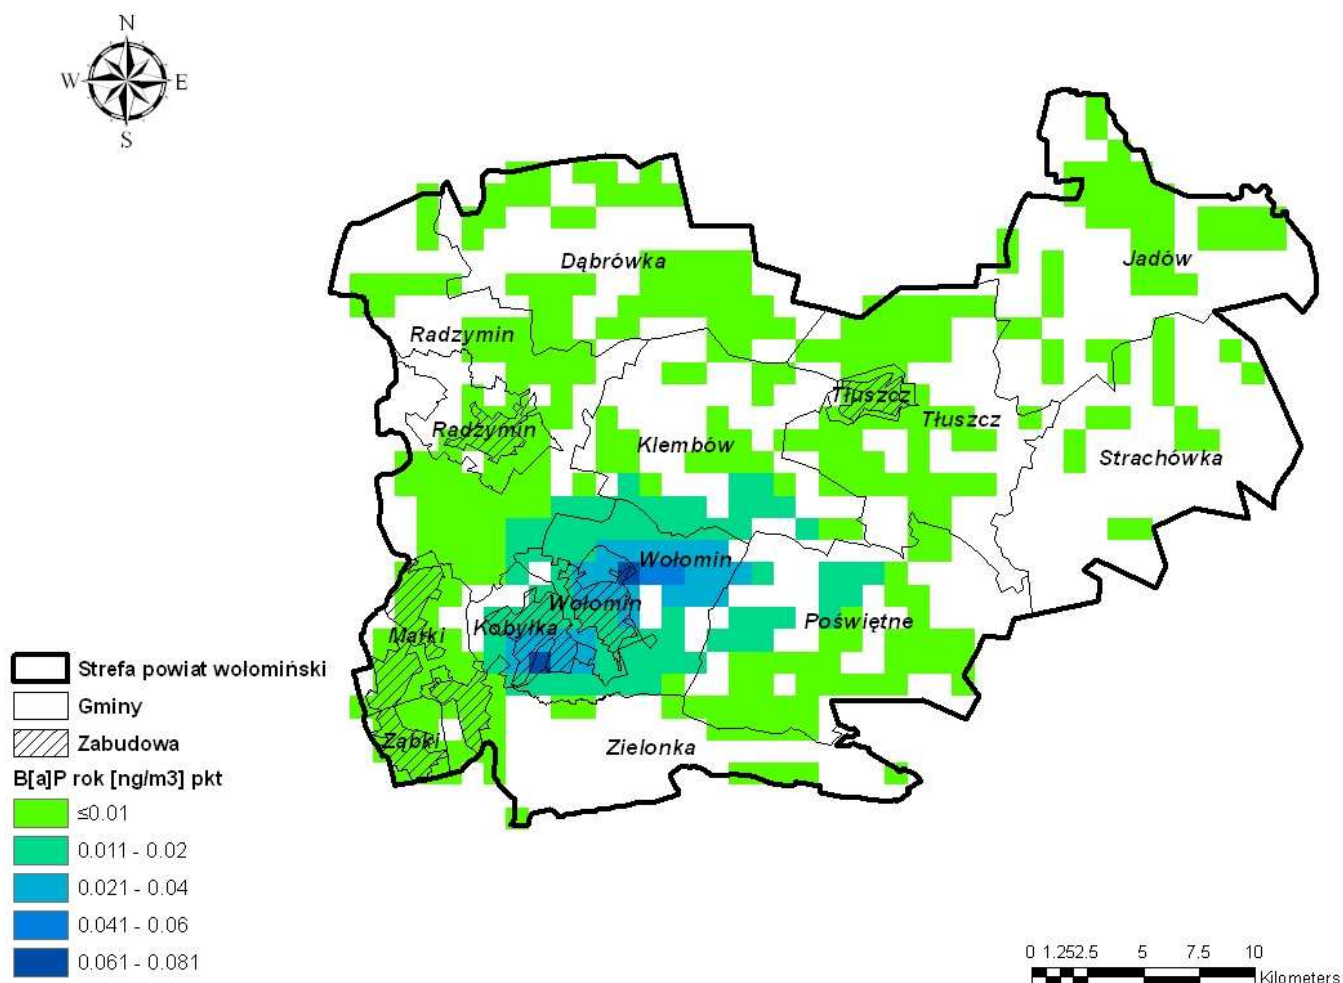 N
W E
S
Dąbrówka
Jadów
Radzymin
Tłuszcz
Tłuszcz
Radzymin
Klembów
Strachówka
Wołomin
Wołomin
Kobyłka
Poświętne
Marki
Ząbki
Zielonka
Strefa powiat wołomiński
Gminy
Zabudowa
B[a]P rok [ng/m3] pkt
≤0.01
0.011 - 0.02
0.021 - 0.04
0.041 - 0.06
0.061 - 0.081
0 1.252.5 5 7.5 10
Kilometers